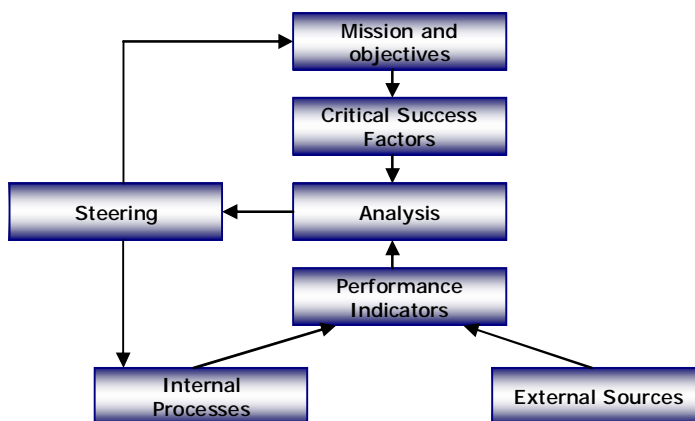 Mission and
objectives
Critical Success
Factors
Steering
Analysis
Performance
Indicators
Internal
Processes
External Sources